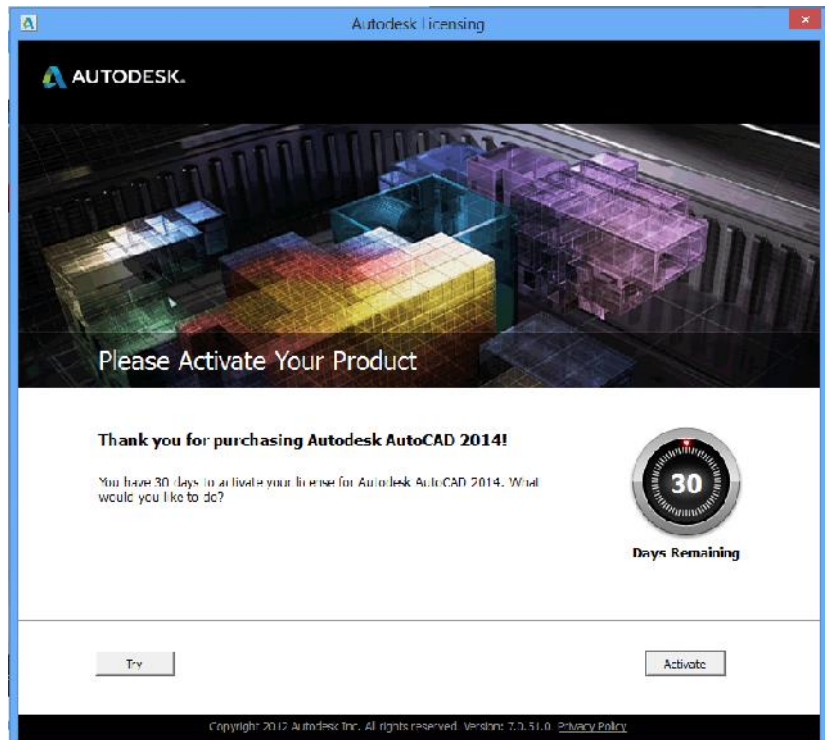 Autodesk Licensing
AUTODESK.
Please Activate Your Product
Thank you for purchasing Autodesk AutoCAD 2014!
You have 30 days to activate your license for Autodesk AutoCAD 2014. What
would you like to do?
30
Days Remaining
Try
Activate
Copyright 2012 Autodesk Inc. All rights reserved. Version: 7.0.51.0. Privacy Policy